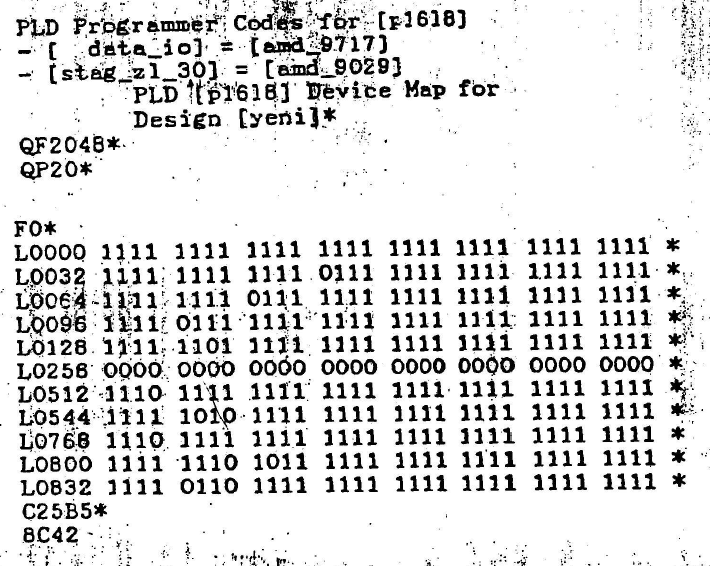 PLD Programmer Codes for [p16l8]
- [  data_io] = [amd_9717]
- [stag_zl_30] = [amd_9029]
PLD [p16l8] Device Map for
Design [yeni]*
QF2048*
QP20*
F0*
L0000 1111 1111 1111 1111 1111 1111 1111 1111 *
L0032 1111 1111 1111 0111 1111 1111 1111 1111 *
L0064 1111 1111 0111 1111 1111 1111 1111 1111 *
L0096 1111 0111 1111 1111 1111 1111 1111 1111 *
L0128 1111 1101 1111 1111 1111 1111 1111 1111 *
L0256 0000 0000 0000 0000 0000 0000 0000 0000 *
L0512 1110 1111 1111 1111 1111 1111 1111 1111 *
L0544 1111 1010 1111 1111 1111 1111 1111 1111 *
L0768 1110 1111 1111 1111 1111 1111 1111 1111 *
L0800 1111 1110 1011 1111 1111 1111 1111 1111 *
L0832 1111 0110 1111 1111 1111 1111 1111 1111 *
C25B5*
8C42